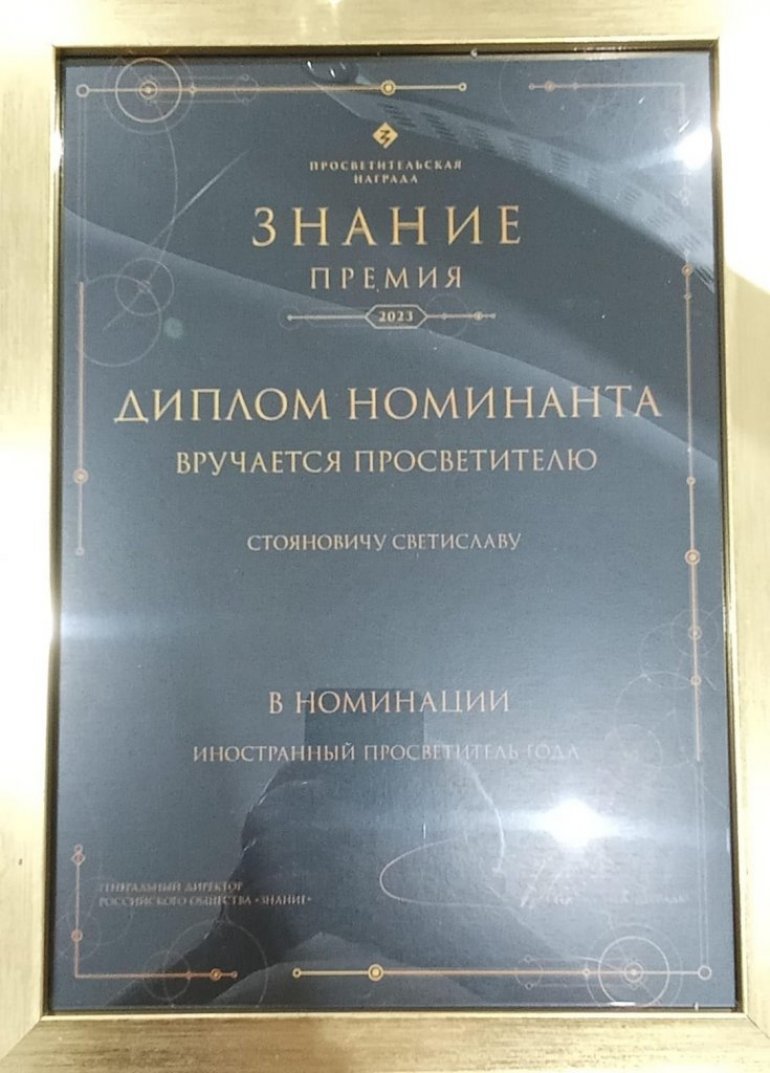 ПРОСВЕТИТЕЛЬСКАЯ
НАГРАДА
ЗНАНИЕ
ПРЕМИЯ
2023
ДИПЛОМ НОМИНАНТА
ВРУЧАЕТСЯ ПРОСВЕТИТЕЛЮ
СТОЯНОВИЧУ СВЕТИСЛАВУ
В НОМИНАЦИИ
ИНОСТРАННЫЙ ПРОСВЕТИТЕЛЬ ГОДА
ГЕНЕРАЛЬНЫЙ ДИРЕКТОР
РОССИЙСКОГО ОБЩЕСТВА «ЗНАНИЕ»